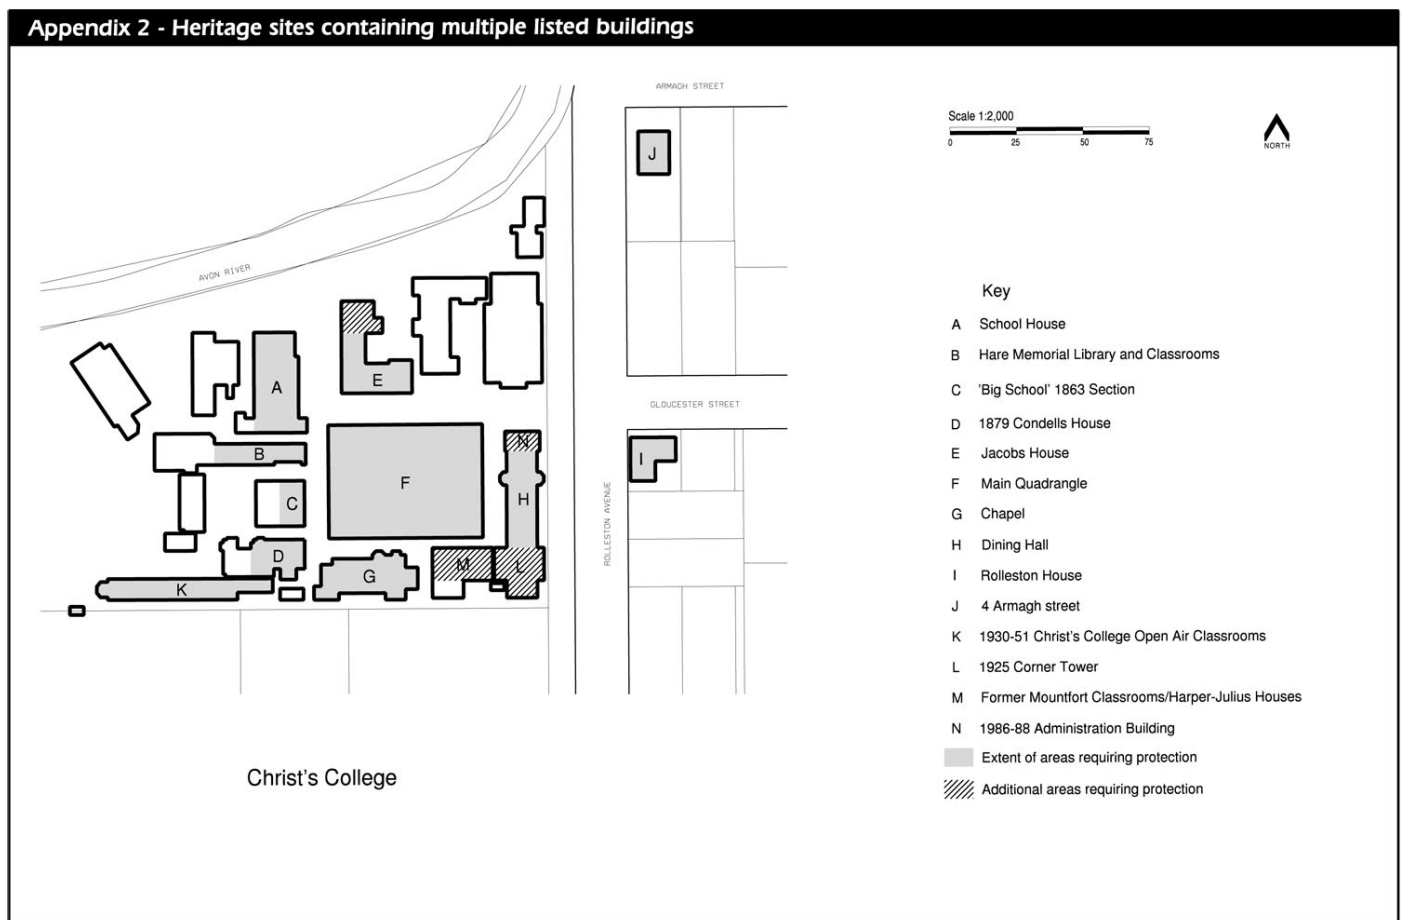 Appendix 2 - Heritage sites containing multiple listed buildings
ARMAGH STREET
Scale 1:2,000
0 25 50 75
NORTH
J
AVON RIVER
E
A
GLOUCESTER STREET
N
B
I
F
H
C
ROLLESTON AVENUE
D
M
L
G
K
Christ's College
Key
A School House
B Hare Memorial Library and Classrooms
C 'Big School' 1863 Section
D 1879 Condells House
E Jacobs House
F Main Quadrangle
G Chapel
H Dining Hall
I Rolleston House
J 4 Armagh street
K 1930-51 Christ's College Open Air Classrooms
L 1925 Corner Tower
M Former Mountfort Classrooms/Harper-Julius Houses
N 1986-88 Administration Building
Extent of areas requiring protection
Additional areas requiring protection